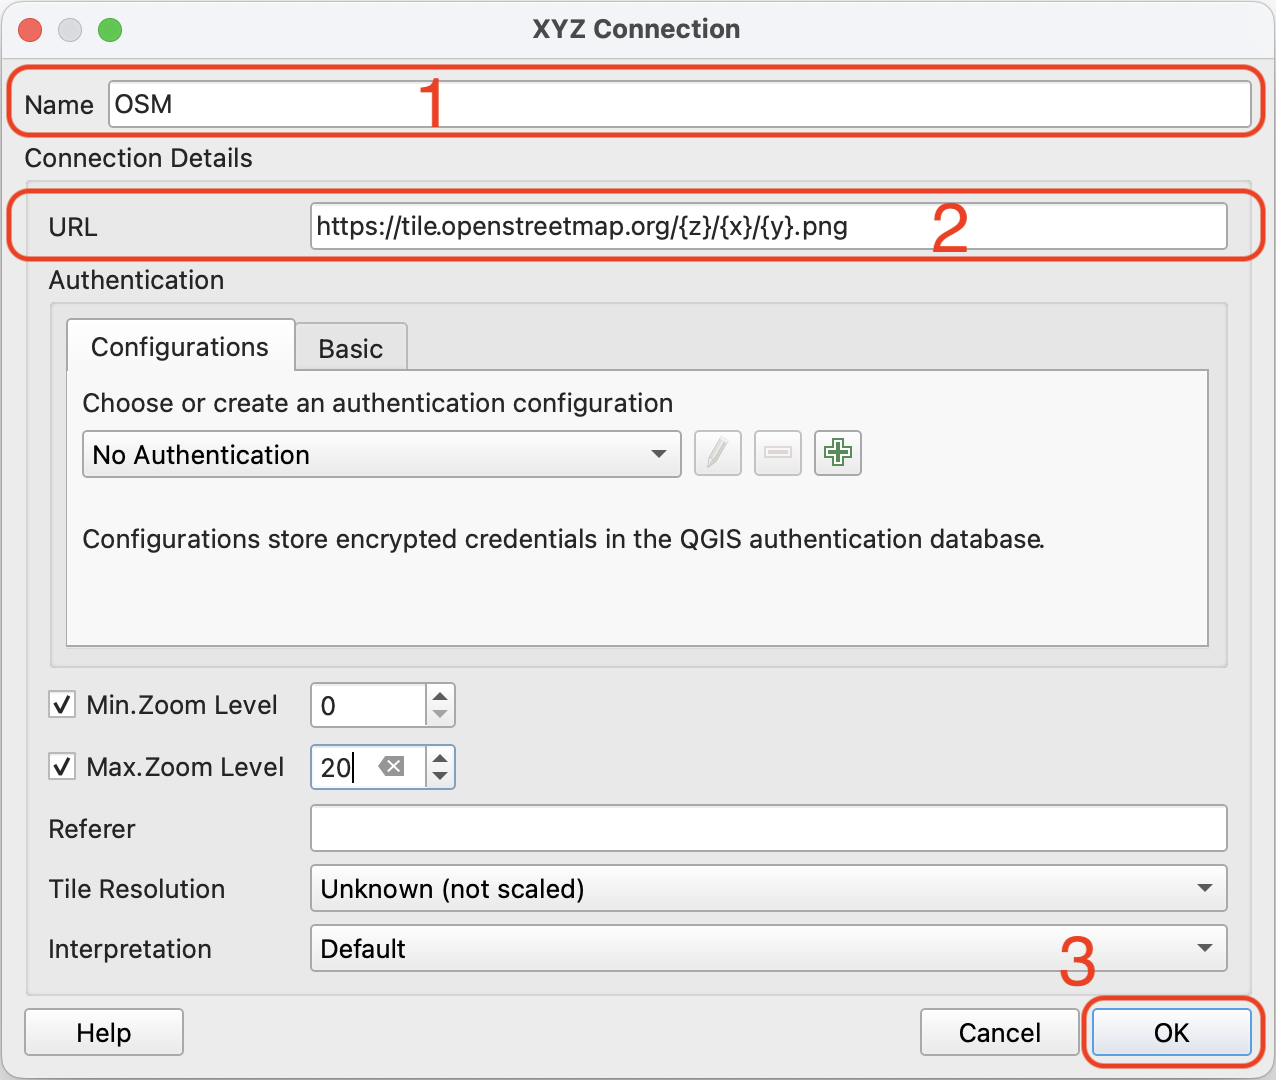 XYZ Connection
Name OSM 1
Connection Details
URL https://tile.openstreetmap.org/{z}/{x}/{y}.png 2
Authentication
Configurations Basic
Choose or create an authentication configuration
No Authentication
Configurations store encrypted credentials in the QGIS authentication database.
Min.Zoom Level 0
Max.Zoom Level 20
Referer
Tile Resolution Unknown (not scaled)
Interpretation Default
3
Help Cancel OK